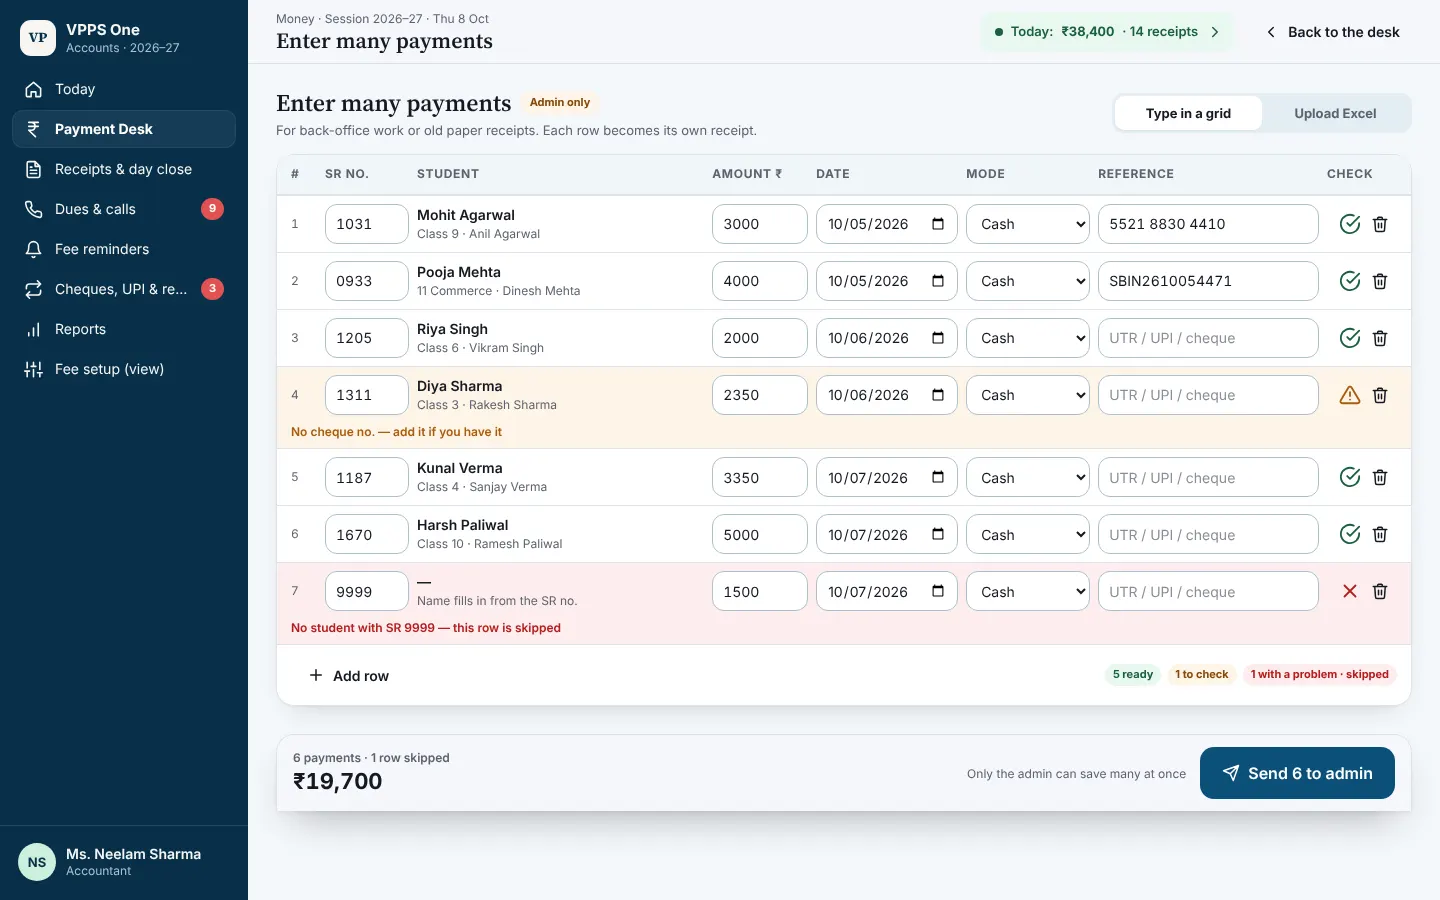 VP
VPPS One
Accounts · 2026–27
Today
Payment Desk
Receipts & day close
Dues & calls 9
Fee reminders
Cheques, UPI & re... 3
Reports
Fee setup (view)
NS
Ms. Neelam Sharma
Accountant
Money · Session 2026–27 · Thu 8 Oct
Enter many payments
Today: ₹38,400 · 14 receipts
Back to the desk
Enter many payments Admin only
For back-office work or old paper receipts. Each row becomes its own receipt.
Type in a grid Upload Excel
# SR NO. STUDENT AMOUNT ₹ DATE MODE REFERENCE CHECK
1 1031 Mohit Agarwal 3000 10/05/2026 Cash 5521 8830 4410
Class 9 · Anil Agarwal
2 0933 Pooja Mehta 4000 10/05/2026 Cash SBIN2610054471
11 Commerce · Dinesh Mehta
3 1205 Riya Singh 2000 10/06/2026 Cash UTR / UPI / cheque
Class 6 · Vikram Singh
4 1311 Diya Sharma 2350 10/06/2026 Cash UTR / UPI / cheque
Class 3 · Rakesh Sharma
No cheque no. — add it if you have it
5 1187 Kunal Verma 3350 10/07/2026 Cash UTR / UPI / cheque
Class 4 · Sanjay Verma
6 1670 Harsh Paliwal 5000 10/07/2026 Cash UTR / UPI / cheque
Class 10 · Ramesh Paliwal
7 9999 — 1500 10/07/2026 Cash UTR / UPI / cheque
Name fills in from the SR no.
No student with SR 9999 — this row is skipped
Add row
5 ready 1 to check 1 with a problem · skipped
6 payments · 1 row skipped
₹19,700
Only the admin can save many at once
Send 6 to admin